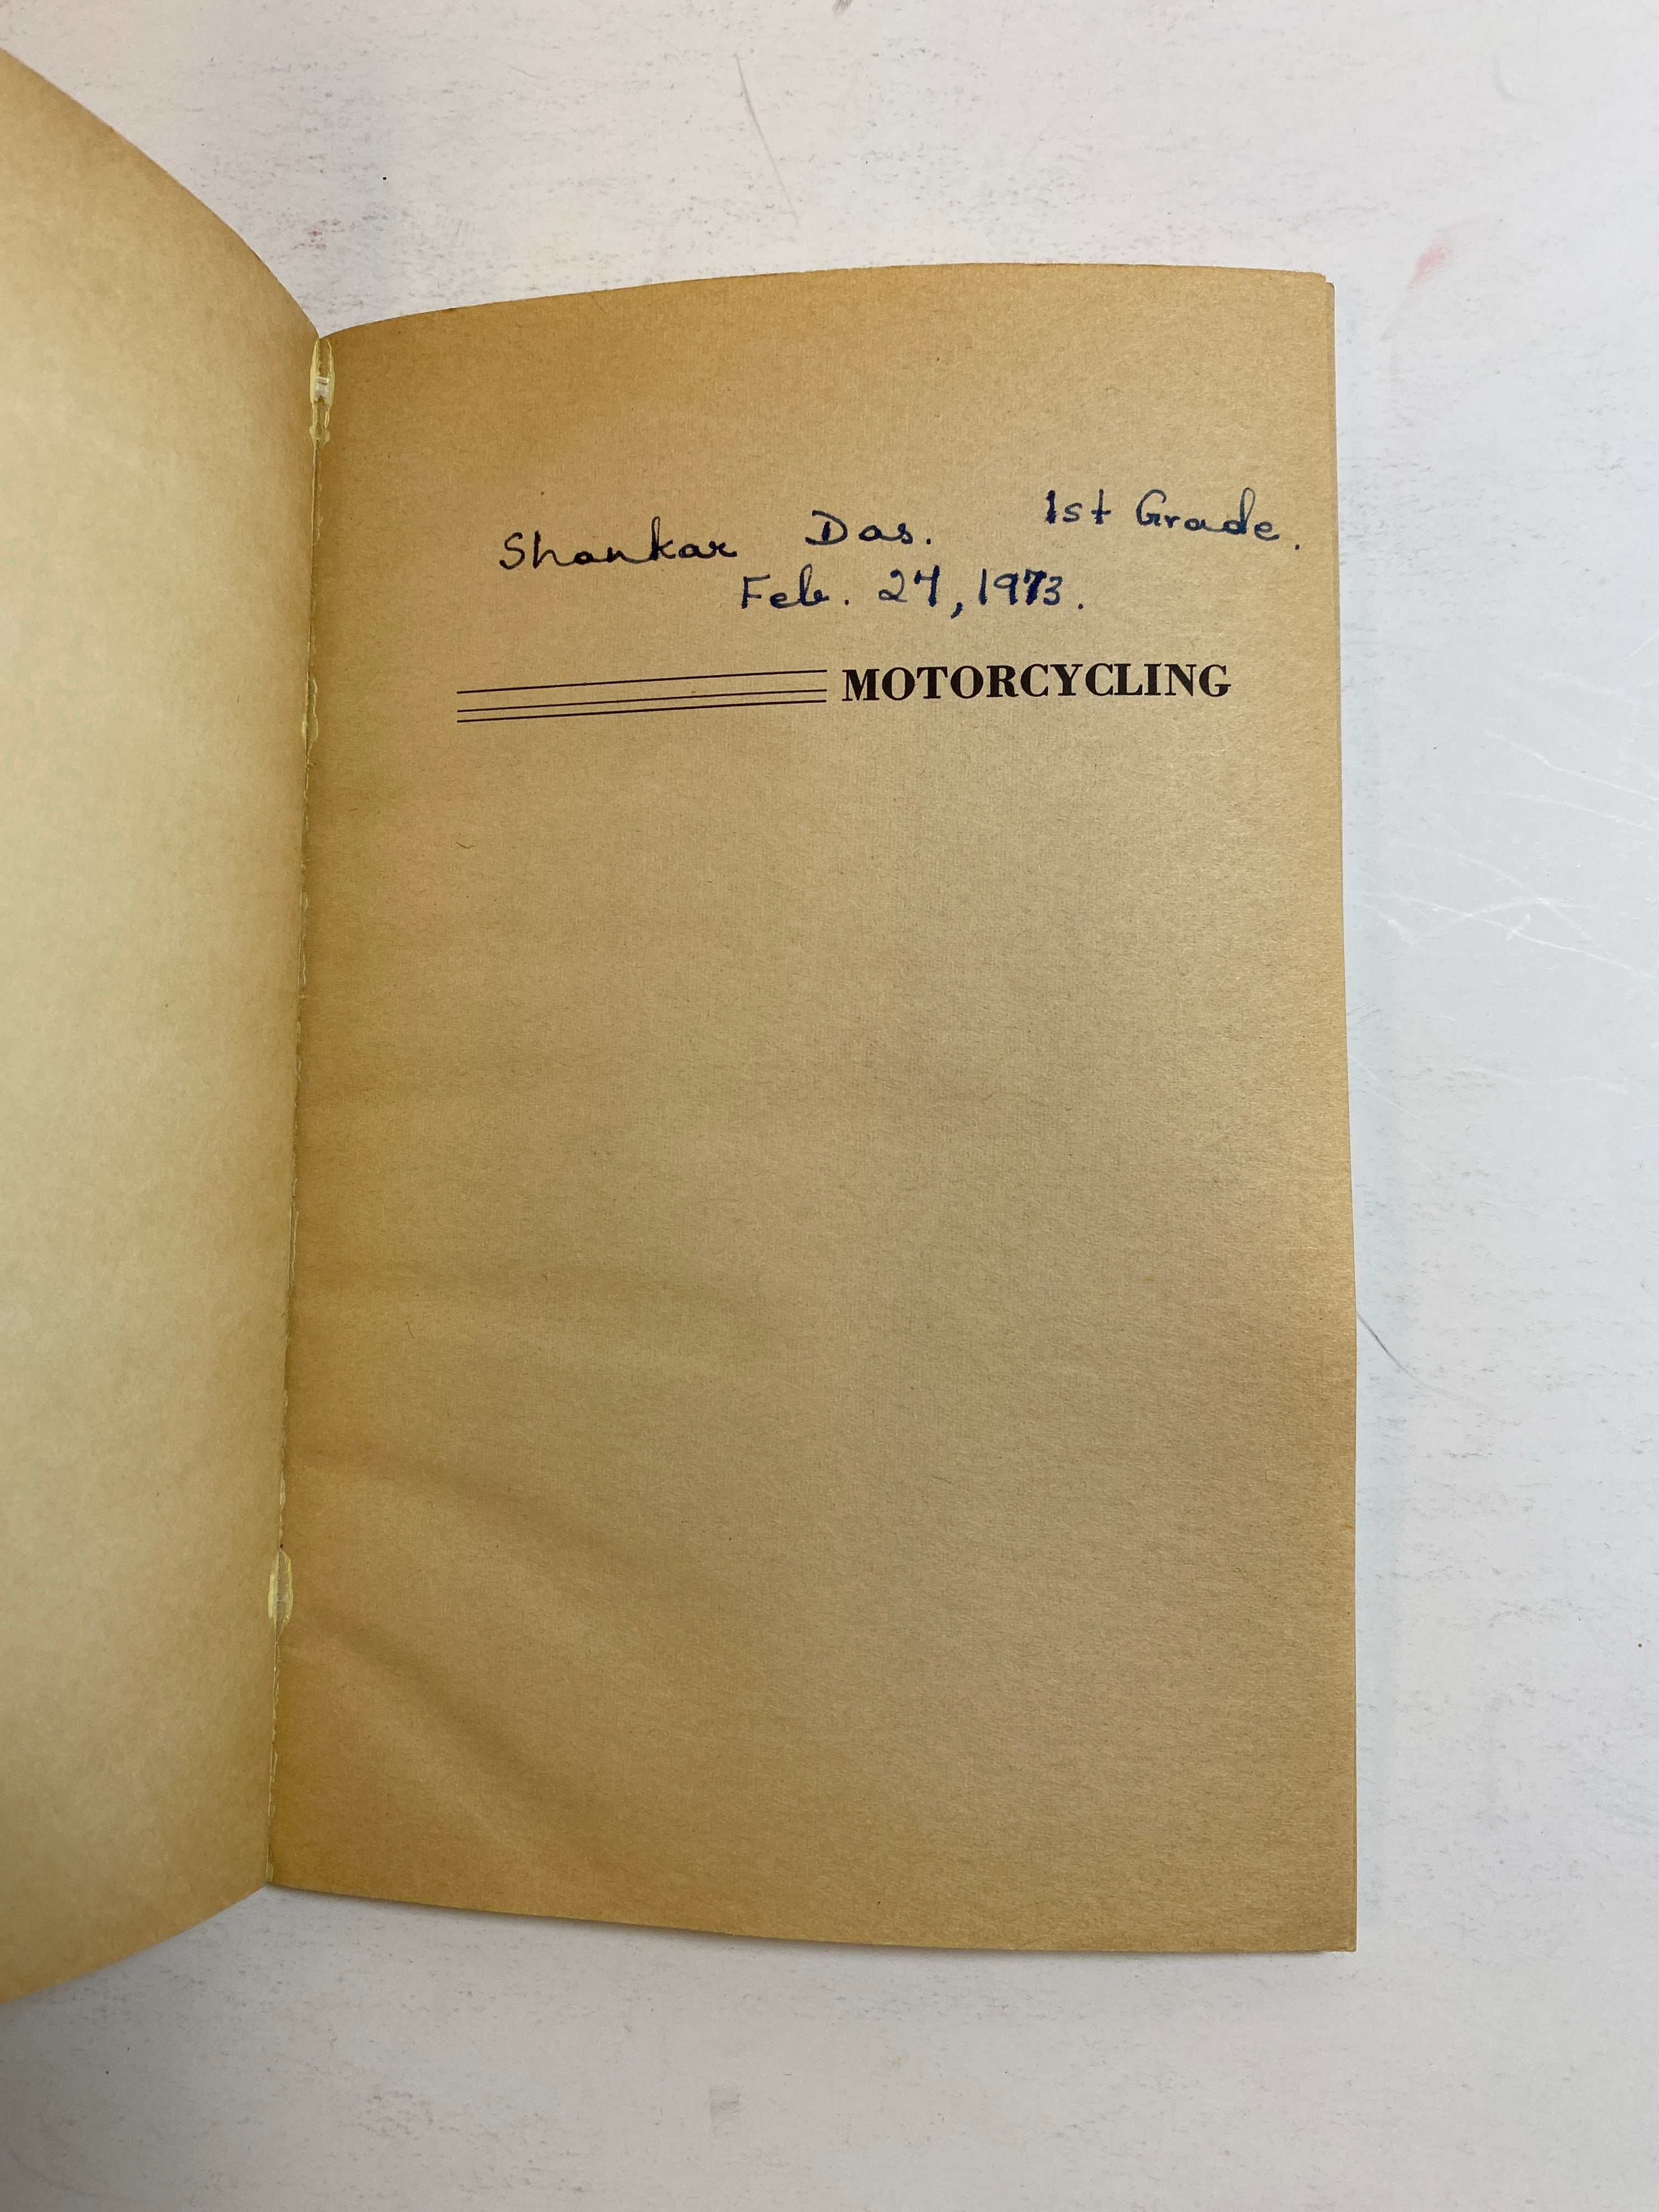 Shankar Das. 1st Grade.
Feb. 27, 1973.
MOTORCYCLING